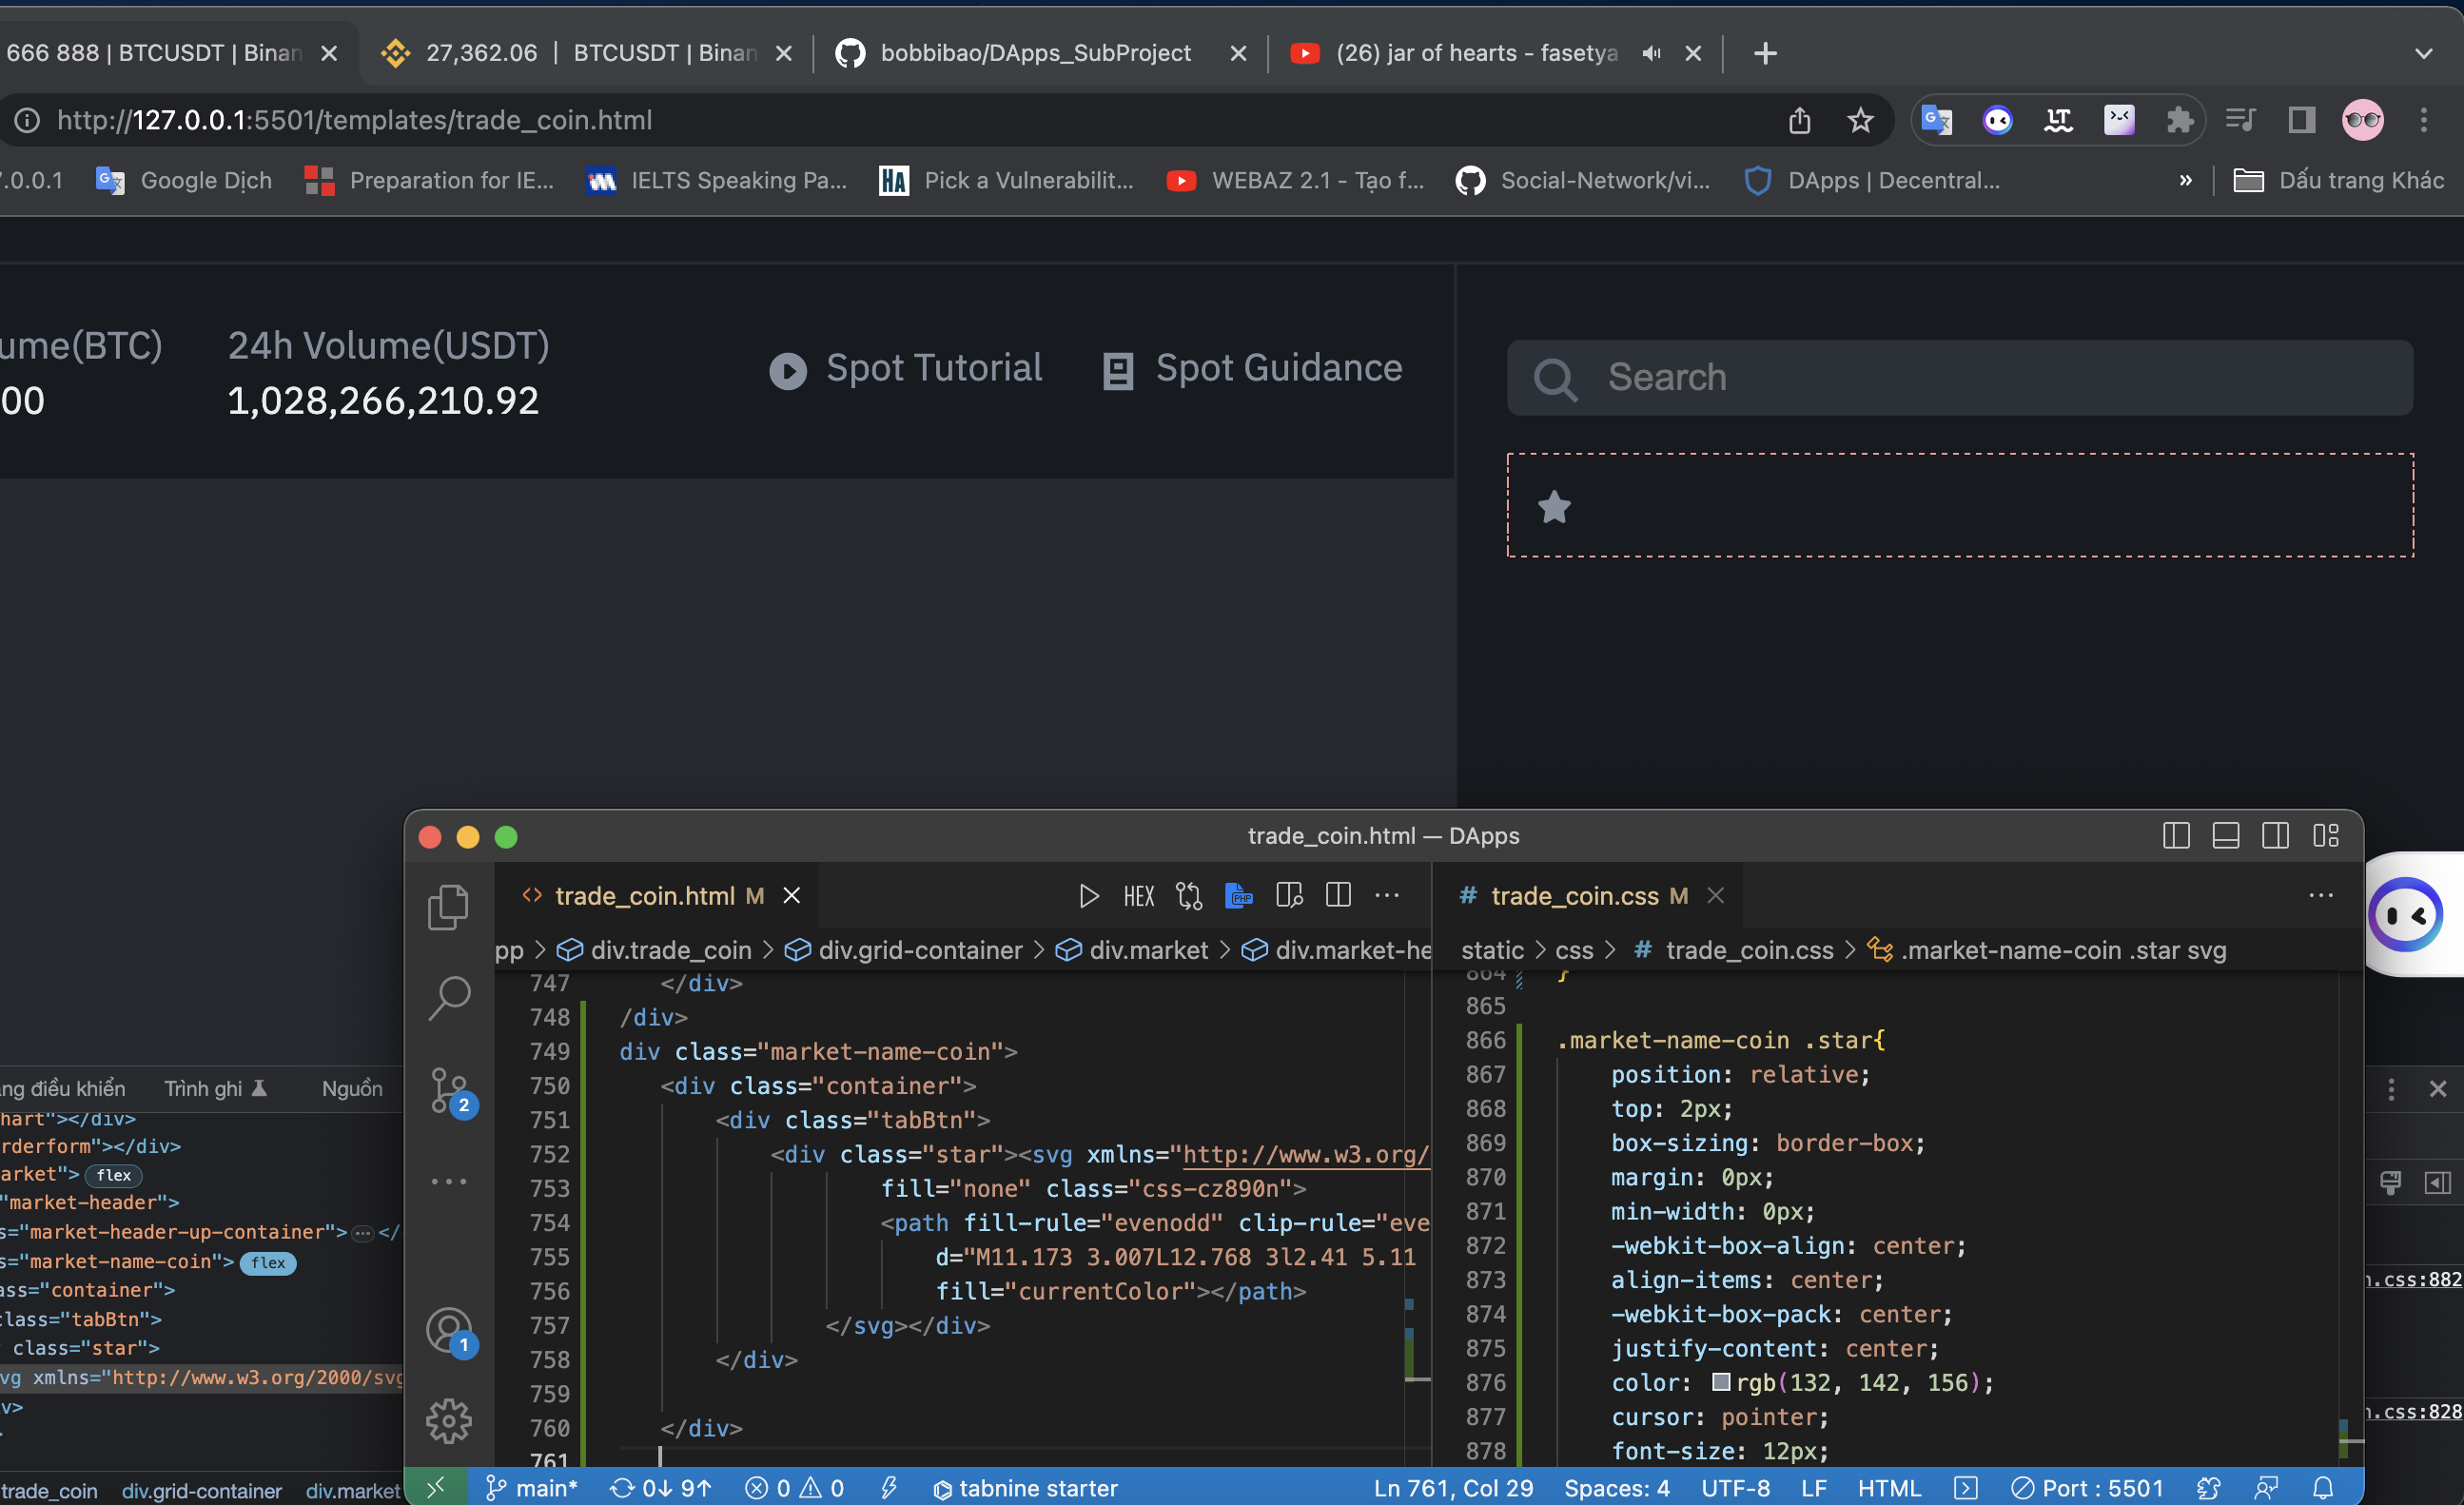 666 888 | BTCUSDT | Binan
27,362.06 | BTCUSDT | Binan
bobbibao/DApps_SubProject
(26) jar of hearts - fasetya
http://127.0.0.1:5501/templates/trade_coin.html
.0.0.1
Google Dịch
Preparation for IE...
IELTS Speaking Pa...
HA
Pick a Vulnerabilit...
WEBAZ 2.1 - Tạo f...
Social-Network/vi...
DApps | Decentral...
»
Dấu trang Khác
ume(BTC)
24h Volume(USDT)
Spot Tutorial
Spot Guidance
Search
00
1,028,266,210.92
trade_coin.html — DApps
trade_coin.html M
HEX
PHP
# trade_coin.css M
pp > div.trade_coin > div.grid-container > div.market > div.market-he
static > css > # trade_coin.css > .market-name-coin .star svg
747 </div>
748 /div>
749 div class="market-name-coin">
750 <div class="container">
751 <div class="tabBtn">
752 <div class="star"><svg xmlns="http://www.w3.org/
753 fill="none" class="css-cz890n">
754 <path fill-rule="evenodd" clip-rule="eve
755 d="M11.173 3.007L12.768 3l2.41 5.11
756 fill="currentColor"></path>
757 </svg></div>
758 </div>
759
760 </div>
761
864 }
865
866 .market-name-coin .star{
867 position: relative;
868 top: 2px;
869 box-sizing: border-box;
870 margin: 0px;
871 min-width: 0px;
872 -webkit-box-align: center;
873 align-items: center;
874 -webkit-box-pack: center;
875 justify-content: center;
876 color: rgb(132, 142, 156);
877 cursor: pointer;
878 font-size: 12px;
2
1
ng điều khiển
Trình ghi
Nguồn
hart"></div>
rderform"></div>
arket"> flex
"market-header">
s="market-header-up-container"> ... </
s="market-name-coin"> flex
ass="container">
lass="tabBtn">
class="star">
vg xmlns="http://www.w3.org/2000/svg
v>
trade_coin div.grid-container div.market
n.css:882
n.css:828
main* 0↓ 9↑ 0 0 tabnine starter
Ln 761, Col 29 Spaces: 4 UTF-8 LF HTML Port : 5501